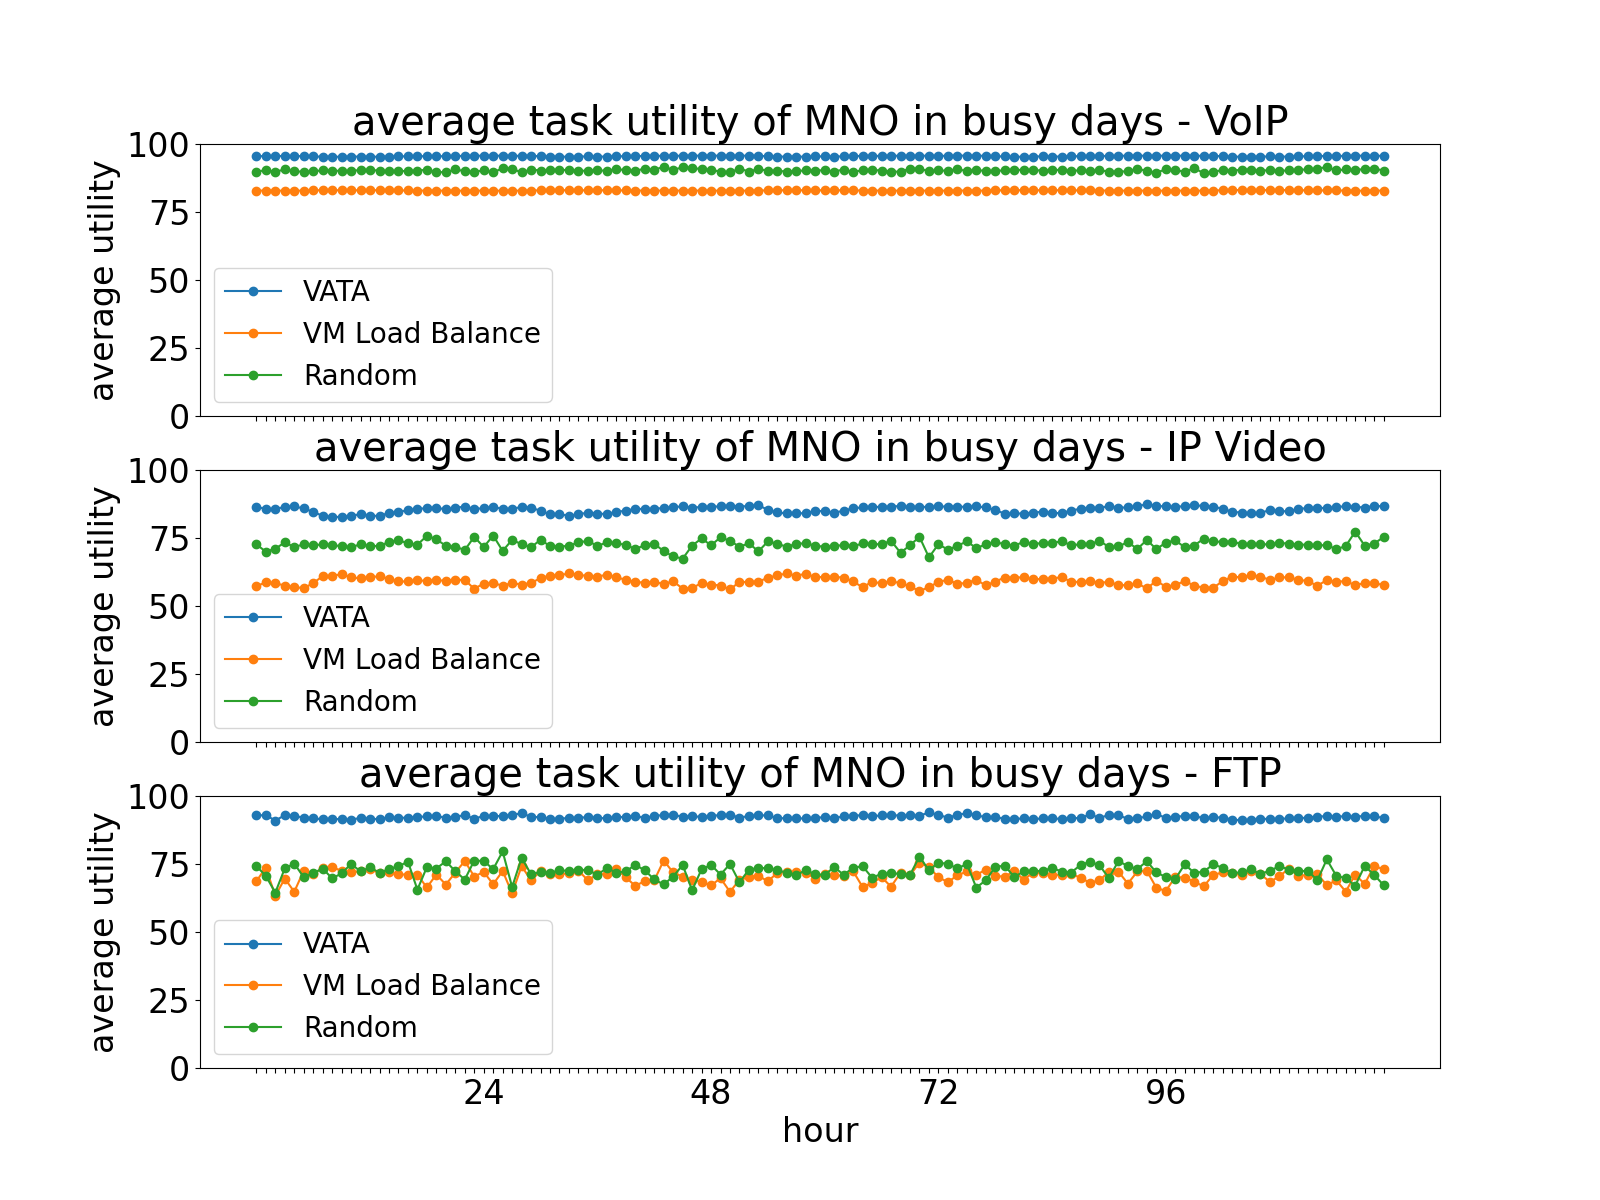 average task utility of MNO in busy days - VoIP
100
75
50
25
0
average utility
VATA
VM Load Balance
Random
average task utility of MNO in busy days - IP Video
100
75
50
25
0
average utility
VATA
VM Load Balance
Random
average task utility of MNO in busy days - FTP
100
75
50
25
0
average utility
VATA
VM Load Balance
Random
24 48 72 96
hour